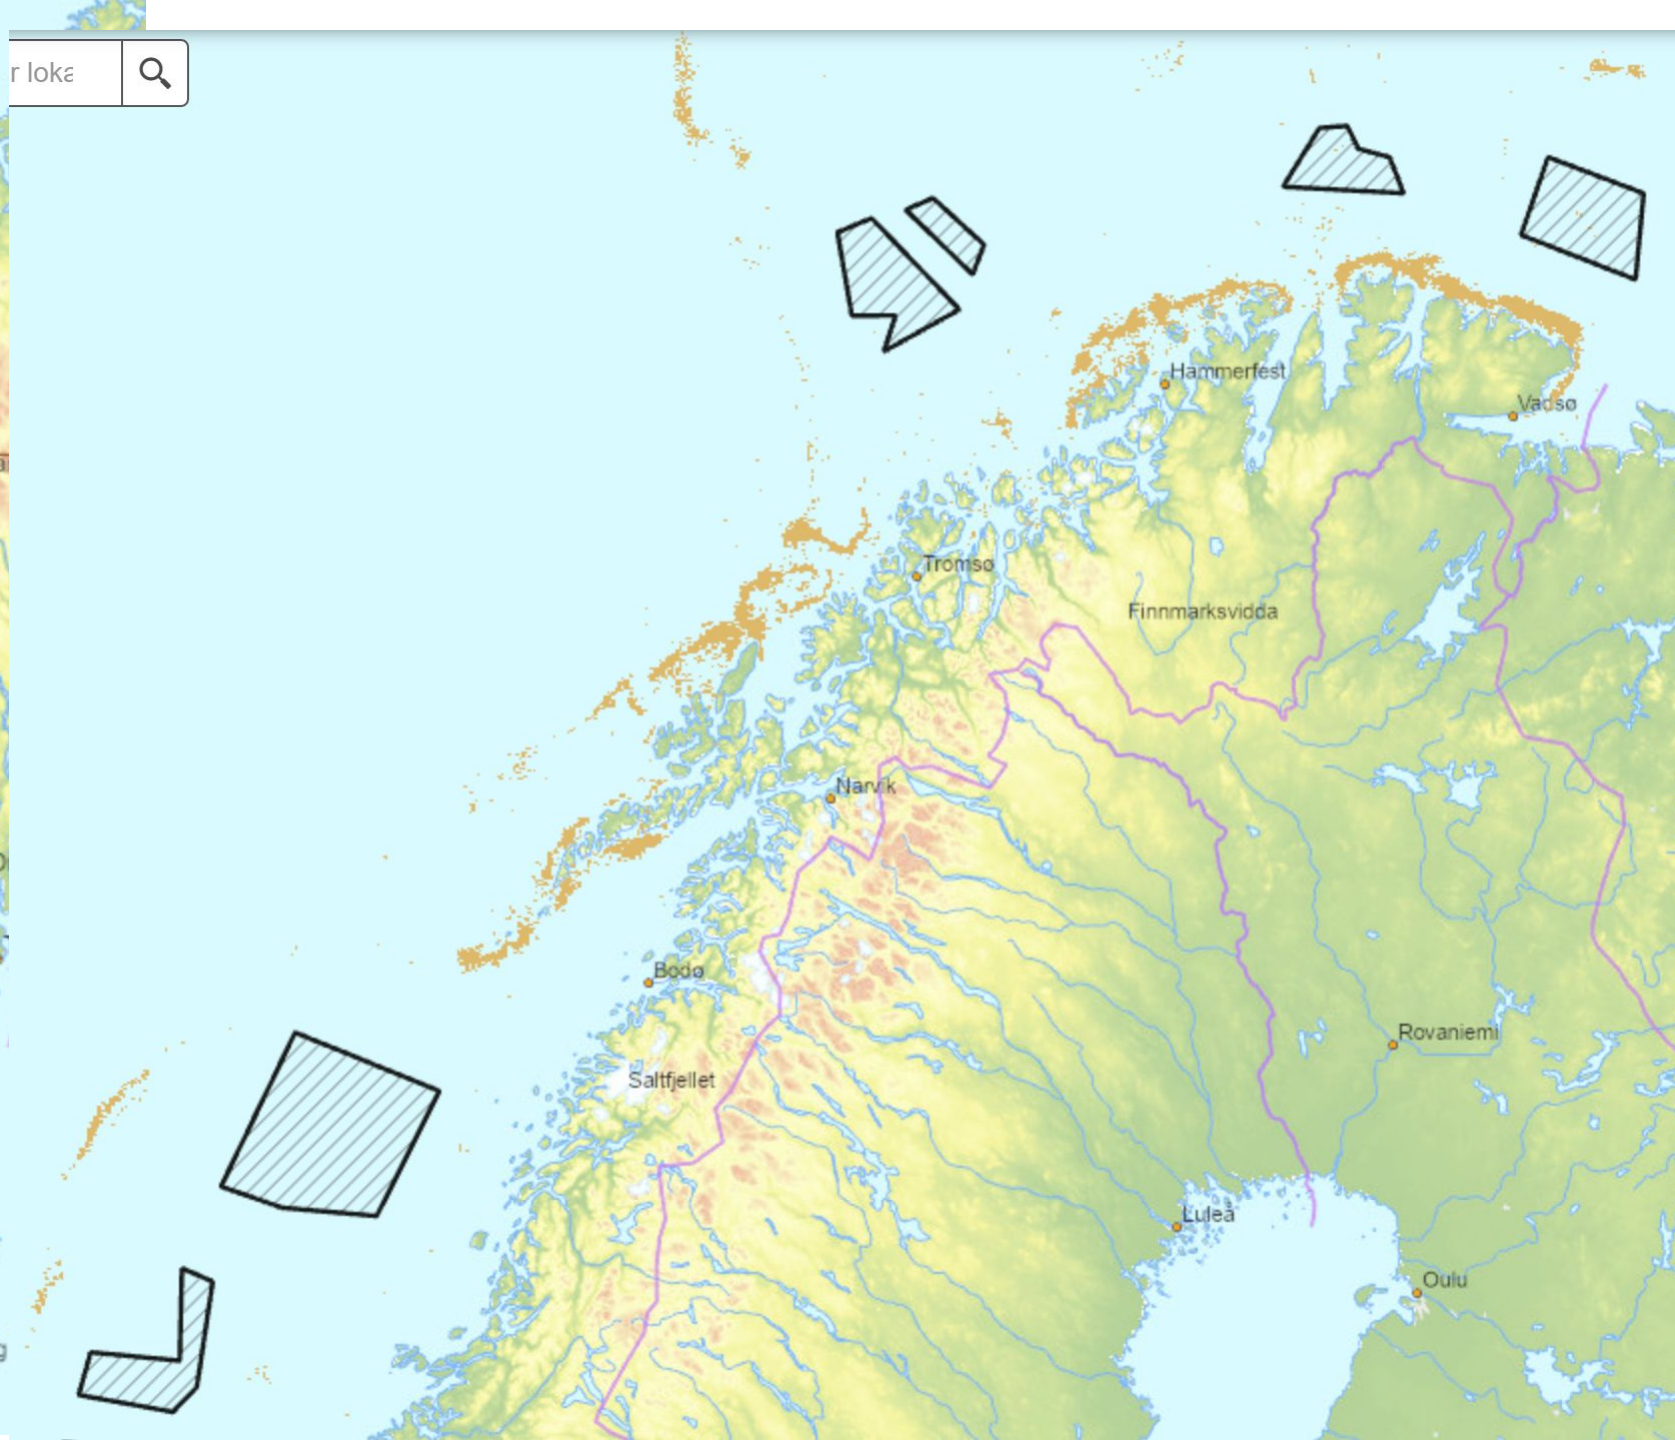 r loka
Hammerfest
Vadsø
Tromsø
Finnmarksvidda
Narvik
Bodø
Rovaniemi
Saltfjellet
Luleå
Oulu